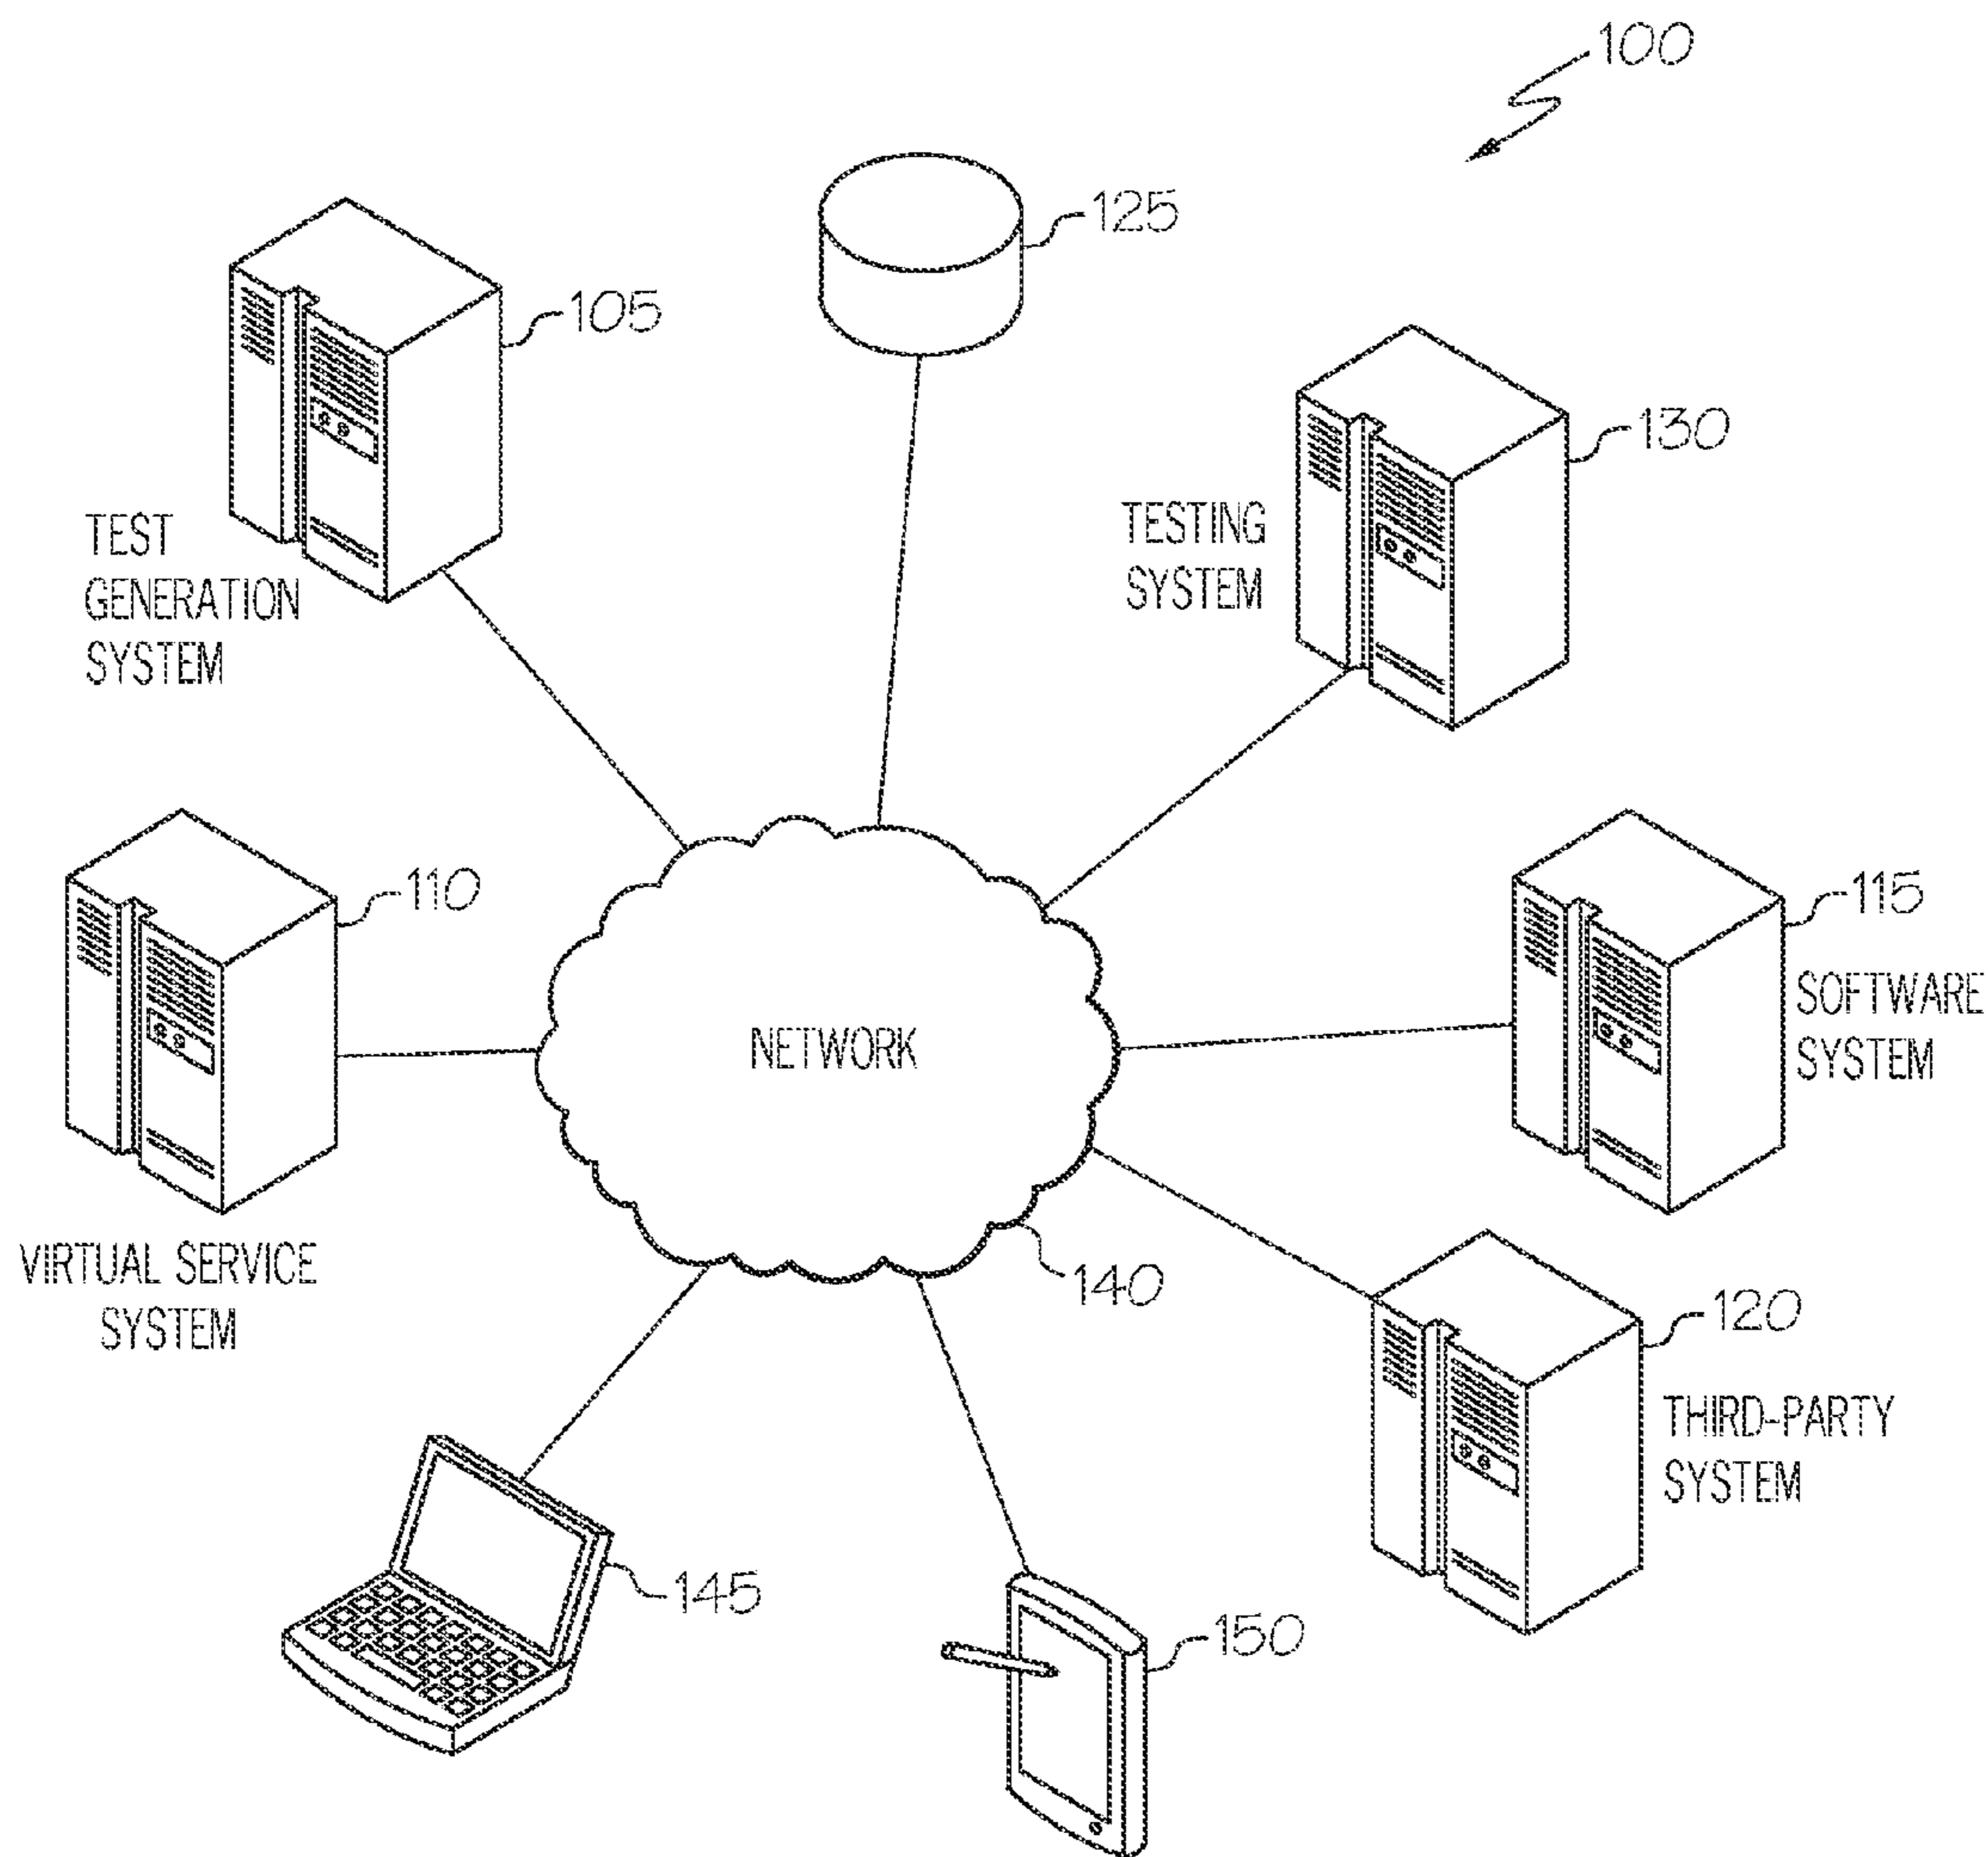 100
125
105
130
TEST
GENERATION
SYSTEM
TESTING
SYSTEM
110
115
SOFTWARE
SYSTEM
NETWORK
VIRTUAL SERVICE
SYSTEM
140
120
THIRD-PARTY
SYSTEM
145
150